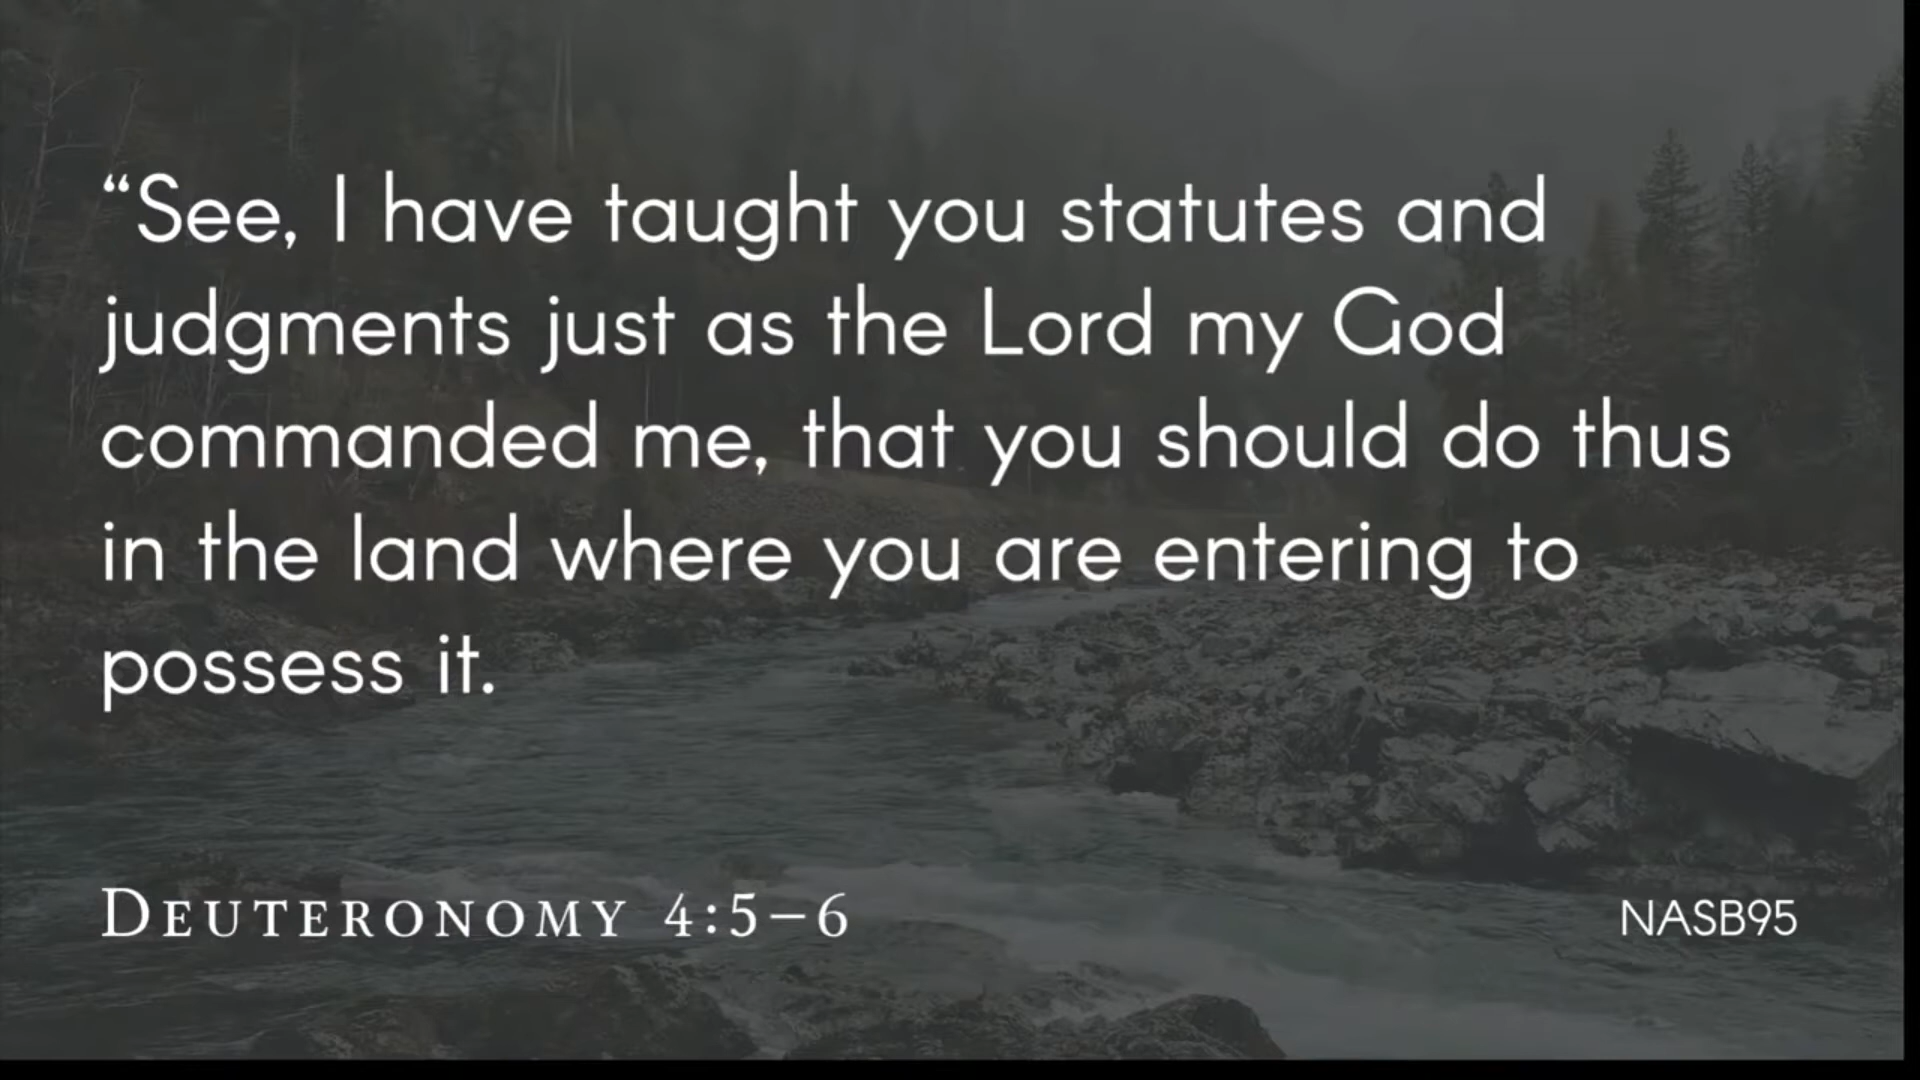 “See, I have taught you statutes and
judgments just as the Lord my God
commanded me, that you should do thus
in the land where you are entering to
possess it.
Deuteronomy 4:5–6
NASB95